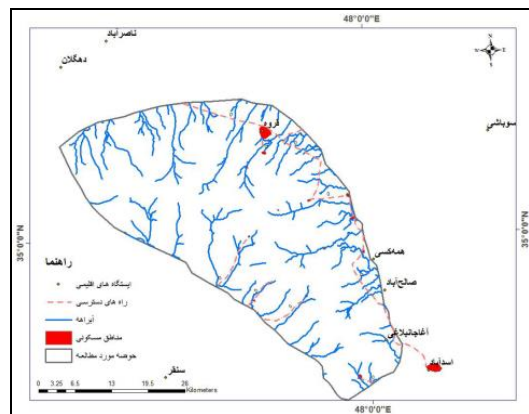 48°0'0"E
ناصرآباد
دهگلان
قروه
سوباشی
35°0'0"N
35°0'0"N
همه‌کسی
صالح‌آباد
آغاجانبلاغی
اسدآباد
سنقر
راهنما
ایستگاه های اقلیمی
راه های دسترسی
آبراهه
مناطق مسکونی
حوضه مورد مطالعه
0 3.25 6.5 13 19.5 26
Kilometers
48°0'0"E